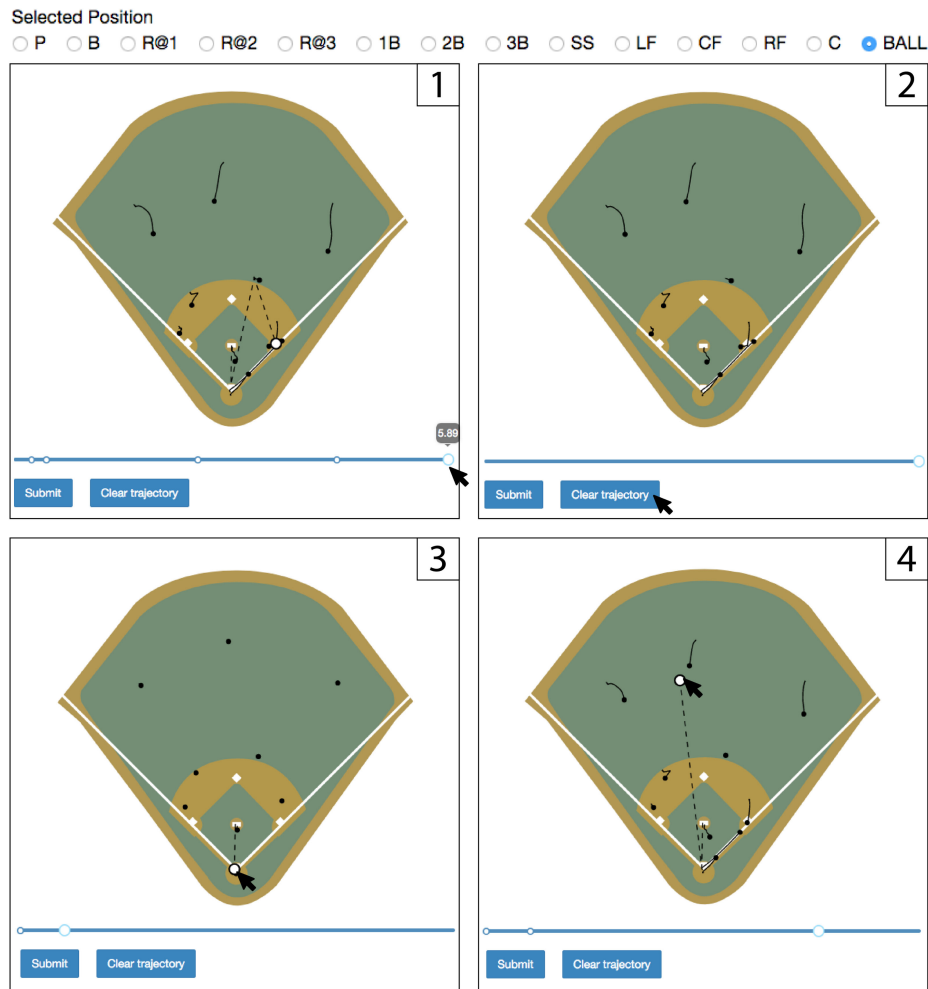 Selected Position
P B R@1 R@2 R@3 1B 2B 3B SS LF CF RF C BALL
1
5.89
Submit Clear trajectory
2
Submit Clear trajectory
3
Submit Clear trajectory
4
Submit Clear trajectory